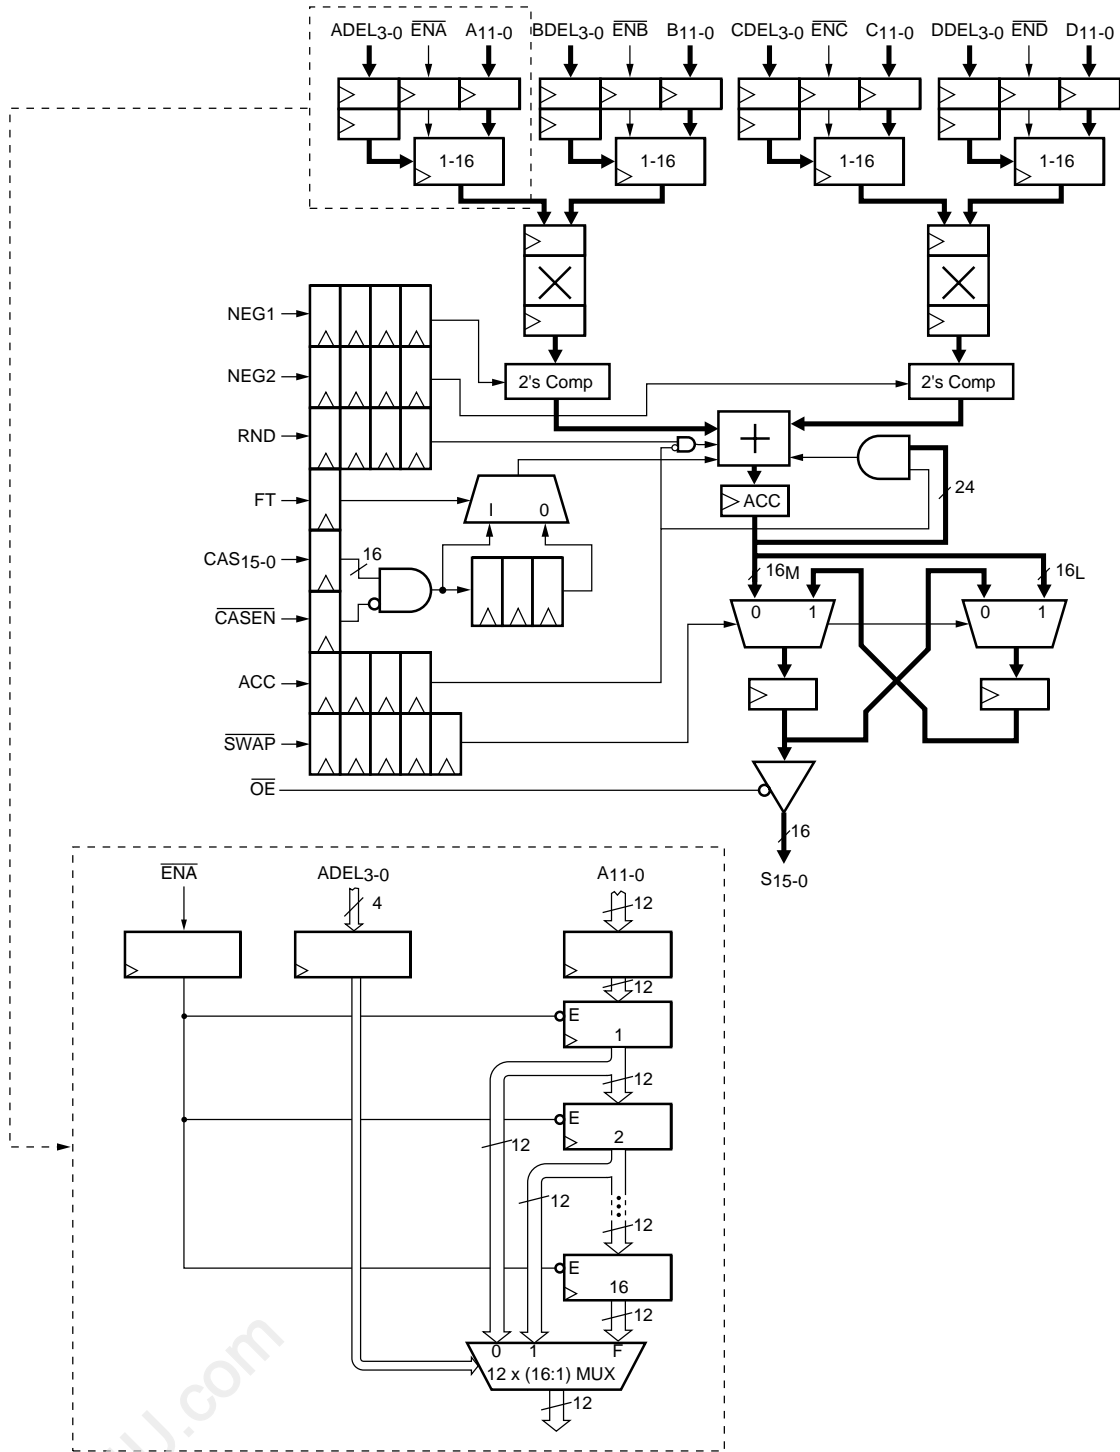 ADEL3-0 ENA A11-0 BDEL3-0 ENB B11-0 CDEL3-0 ENC C11-0 DDEL3-0 END D11-0
1-16 1-16 1-16 1-16
NEG1
2's Comp 2's Comp
NEG2
RND
FT
I 0
ACC
24
CAS15-0
16
16M 16L
0 1 0 1
CASEN
ACC
SWAP
OE
16
S15-0
ENA ADEL3-0 A11-0
4 12
12
E
1
12
E
2
12
12
12
E
16
12
0 1 F
12 x (16:1) MUX
12
U.com